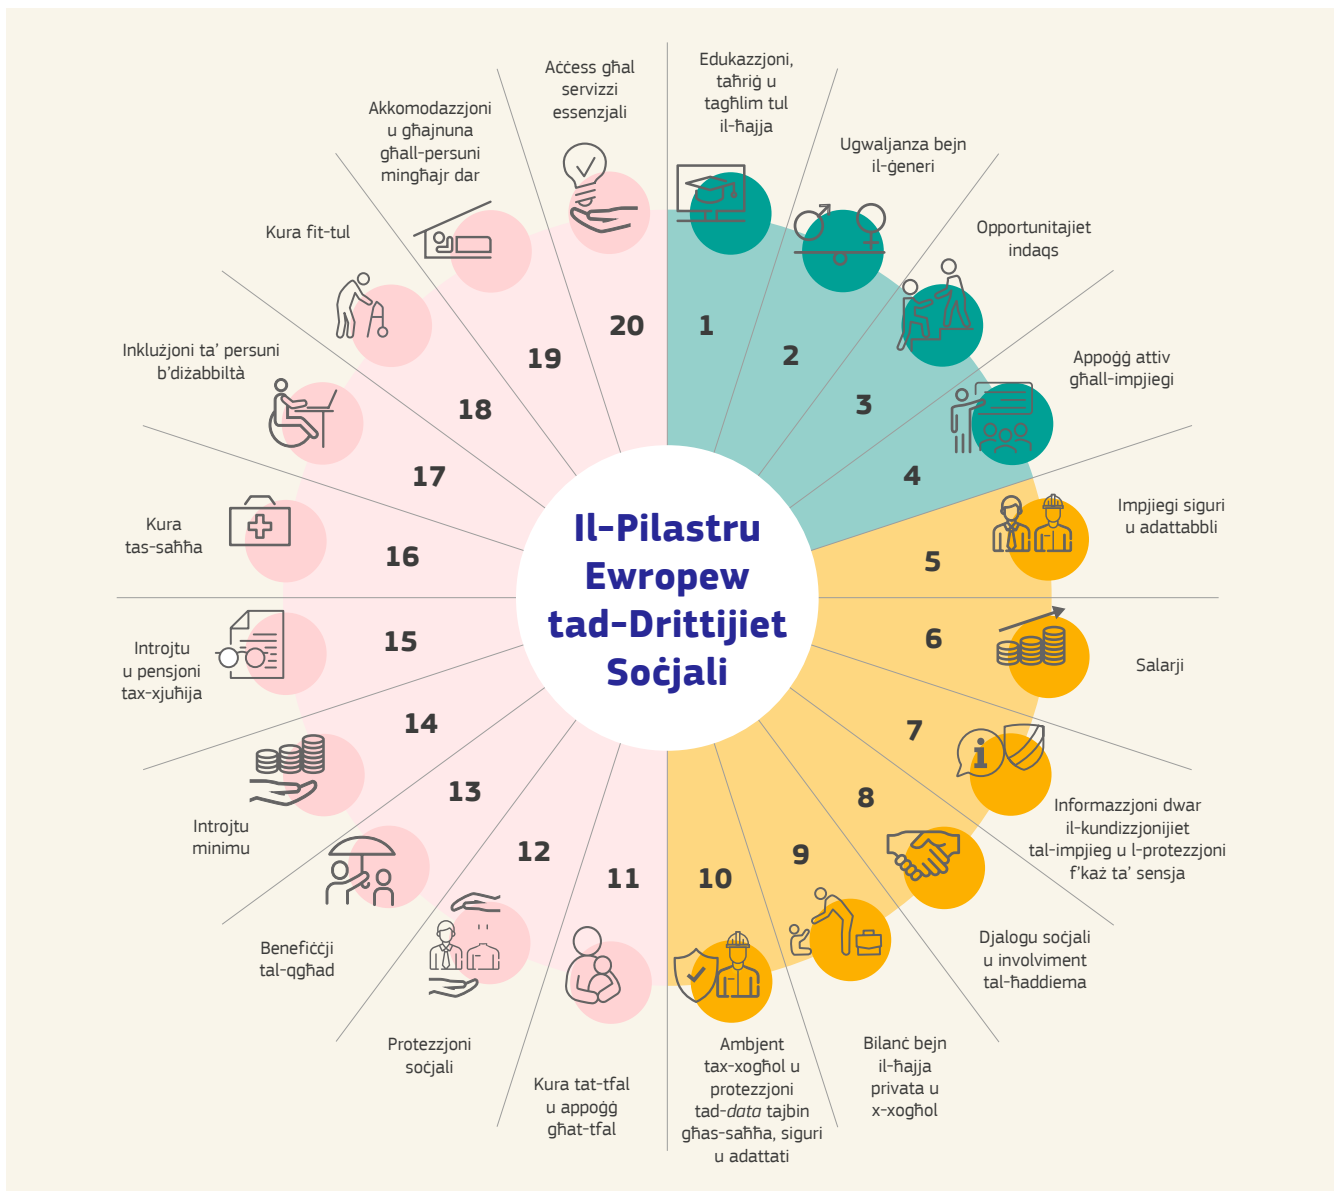 Il-Pilastru
Ewropew
tad-Drittijiet
Soċjali
1
Edukazzjoni,
taħriġ u
tagħlim tul
il-ħajja
2
Ugwaljanza bejn
il-ġeneri
3
Opportunitajiet
indaqs
4
Appoġġ attiv
għall-impjiegi
5
Impjiegi siguri
u adattabbli
6
Salarji
7
Informazzjoni dwar
il-kundizzjonijiet
tal-impjieg u l-protezzjoni
f'każ ta' sensja
8
Djalogu soċjali
u involviment
tal-ħaddiema
9
Bilanċ bejn
il-ħajja
privata u
x-xogħol
10
Ambjent
tax-xogħol u
protezzjoni
tad-data tajbin
għas-saħħa, siguri
u adattati
11
Kura tat-tfal
u appoġġ
għat-tfal
12
Protezzjoni
soċjali
13
Benefiċċji
tal-qgħad
14
Introjtu
minimu
15
Introjtu
u pensjoni
tax-xjuħija
16
Kura
tas-saħħa
17
Inklużjoni ta' persuni
b'diżabbiltà
18
Kura fit-tul
19
Akkomodazzjoni
u għajnuna
għall-persuni
mingħajr dar
20
Aċċess għal
servizzi
essenzjali
i